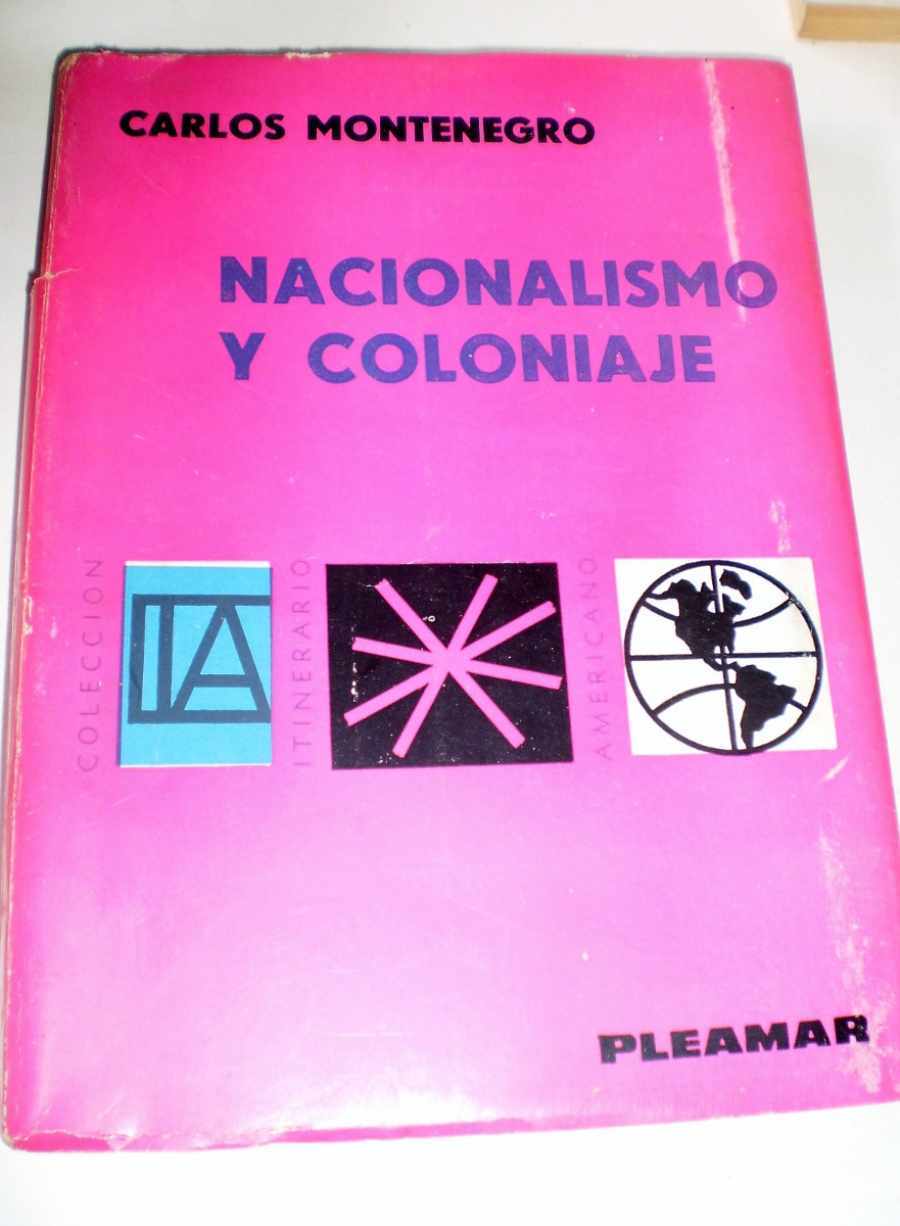 CARLOS MONTENEGRO
NACIONALISMO
Y COLONIAJE
COLECCION
IA
ITINERARIO
AMERICANO
PLEAMAR